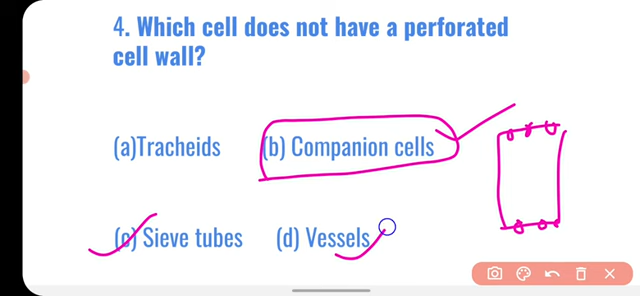 4. Which cell does not have a perforated
cell wall?
(a)Tracheids (b) Companion cells
(c) Sieve tubes (d) Vessels